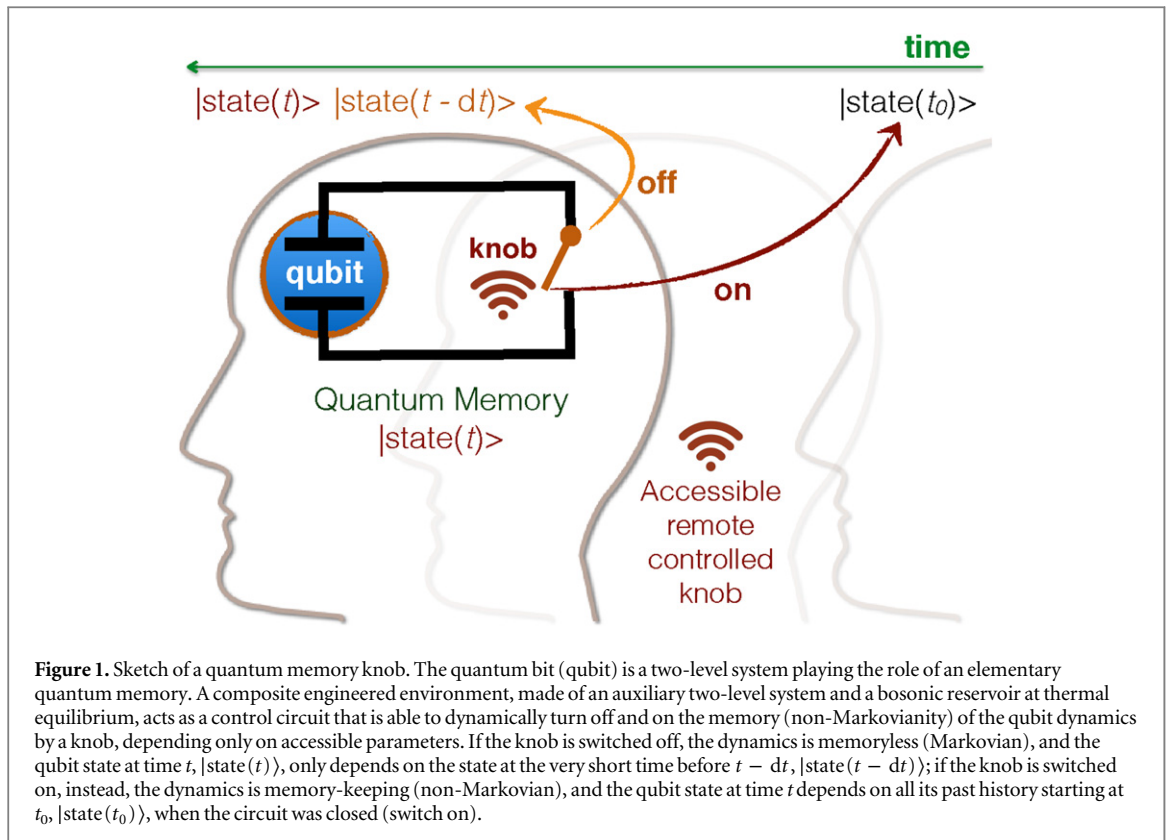 time
|state(t)> |state(t - dt)>
|state(t0)>
off
knob
qubit
on
Quantum Memory
|state(t)>
Accessible
remote
controlled
knob
Figure 1. Sketch of a quantum memory knob. The quantum bit (qubit) is a two-level system playing the role of an elementary
quantum memory. A composite engineered environment, made of an auxiliary two-level system and a bosonic reservoir at thermal
equilibrium, acts as a control circuit that is able to dynamically turn off and on the memory (non-Markovianity) of the qubit dynamics
by a knob, depending only on accessible parameters. If the knob is switched off, the dynamics is memoryless (Markovian), and the
qubit state at time t, |state(t)⟩, only depends on the state at the very short time before t − dt, |state(t − dt)⟩; if the knob is switched
on, instead, the dynamics is memory-keeping (non-Markovian), and the qubit state at time t depends on all its past history starting at
t0, |state(t0)⟩, when the circuit was closed (switch on).